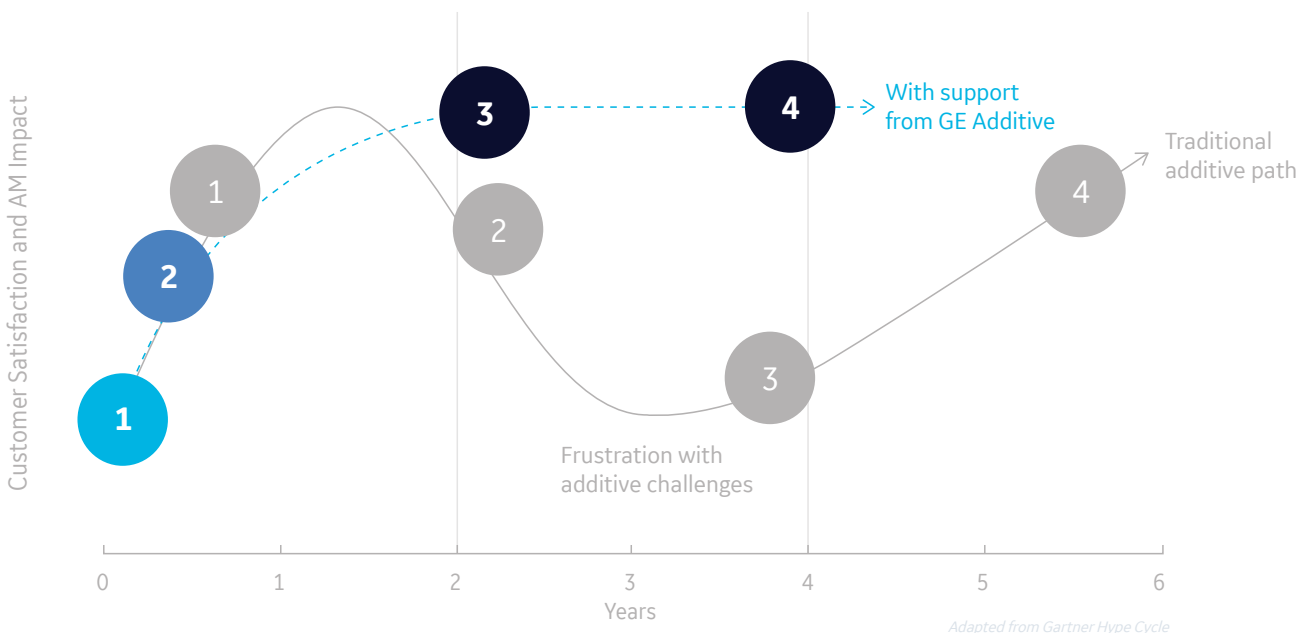 Customer Satisfaction and AM Impact
3
4
With support
from GE Additive
Traditional
additive path
1
4
2
2
3
1
Frustration with
additive challenges
0
1
2
3
4
5
6
Years
Adapted from Gartner Hype Cycle